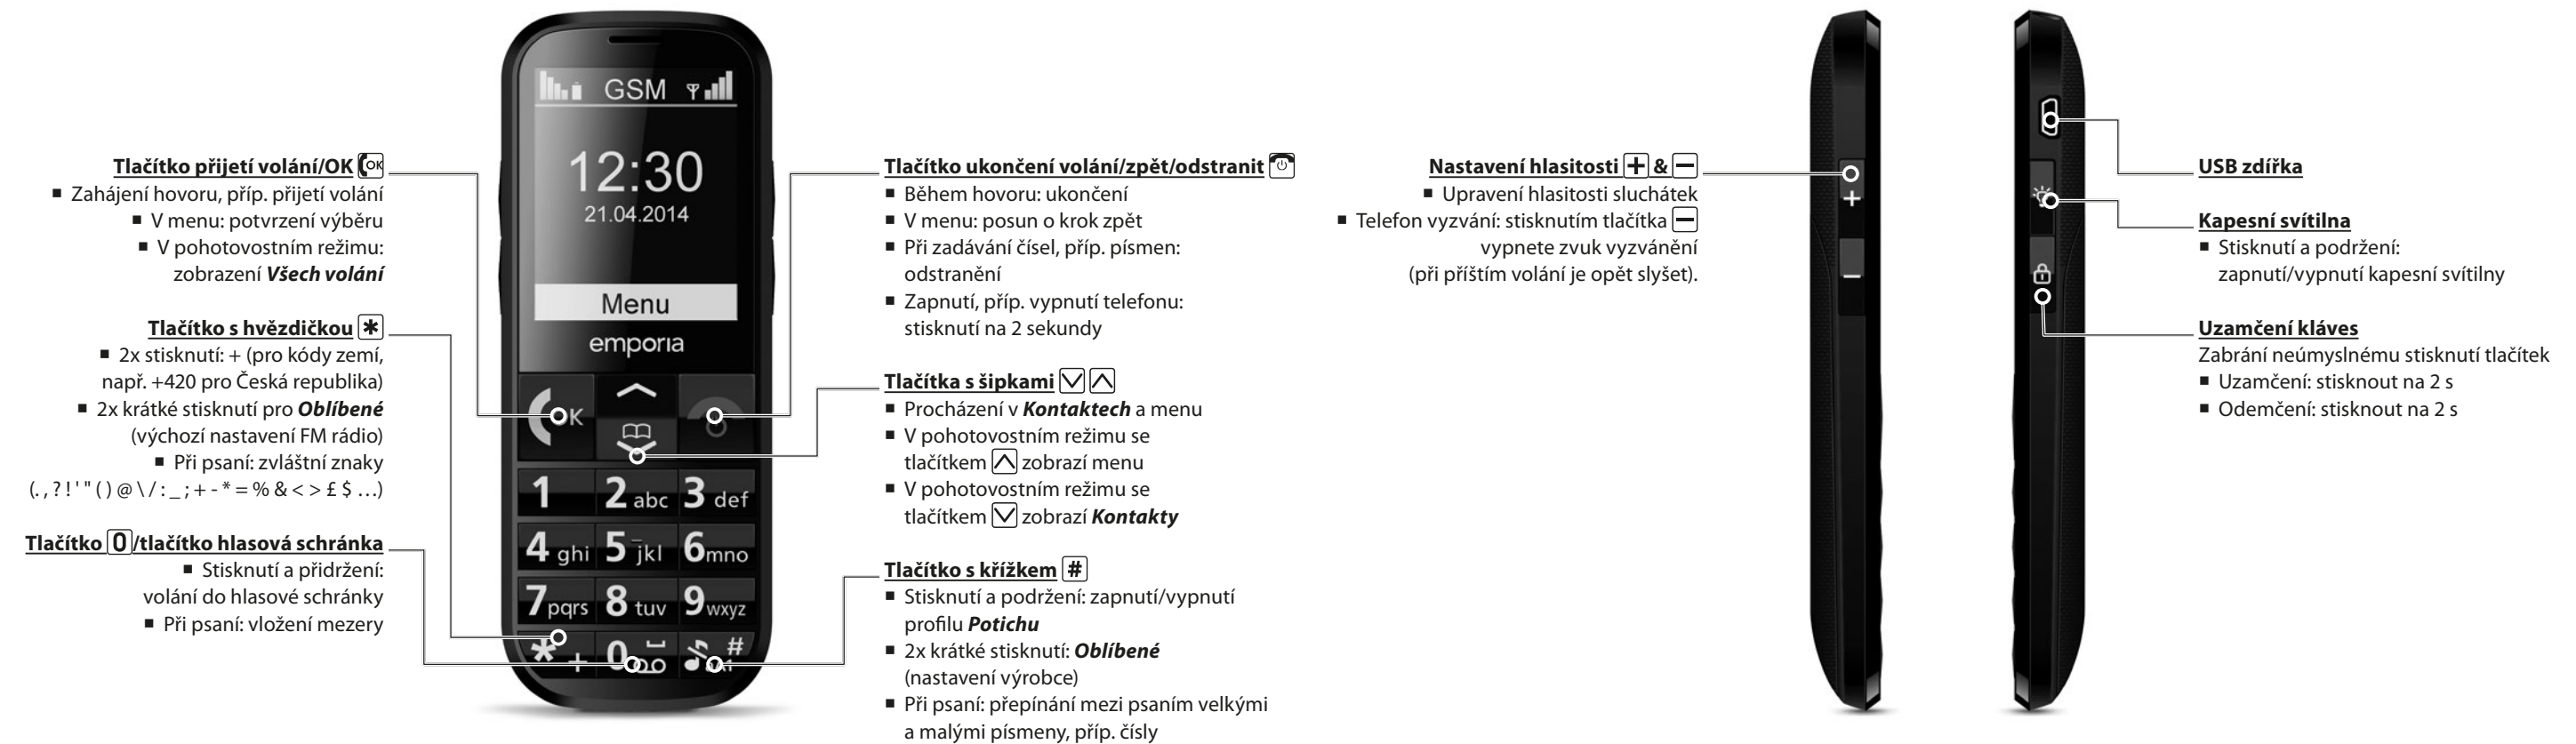 Tlačítko přijetí volání/OK OK
▪ Zahájení hovoru, příp. přijetí volání
▪ V menu: potvrzení výběru
▪ V pohotovostním režimu:
zobrazení Všech volání
Tlačítko s hvězdičkou *
▪ 2x stisknutí: + (pro kódy zemí,
např. +420 pro Česká republika)
▪ 2x krátké stisknutí pro Oblíbené
(výchozí nastavení FM rádio)
▪ Při psaní: zvláštní znaky
(. , ? ! ' " ( ) @ \ / : _ ; + - * = % & < > £ $ …)
Tlačítko 0/tlačítko hlasová schránka
▪ Stisknutí a přidržení:
volání do hlasové schránky
▪ Při psaní: vložení mezery
GSM
12:30
21.04.2014
Menu
emporia
OK
1 2 abc 3 def
4 ghi 5 jkl 6 mno
7 pqrs 8 tuv 9 wxyz
* + 0 #
Tlačítko ukončení volání/zpět/odstranit
▪ Během hovoru: ukončení
▪ V menu: posun o krok zpět
▪ Při zadávání čísel, příp. písmen:
odstranění
▪ Zapnutí, příp. vypnutí telefonu:
stisknutí na 2 sekundy
Tlačítka s šipkami
▪ Procházení v Kontaktech a menu
▪ V pohotovostním režimu se
tlačítkem zobrazí menu
▪ V pohotovostním režimu se
tlačítkem zobrazí Kontakty
Tlačítko s křížkem #
▪ Stisknutí a podržení: zapnutí/vypnutí
profilu Potichu
▪ 2x krátké stisknutí: Oblíbené
(nastavení výrobce)
▪ Při psaní: přepínání mezi psaním velkými
a malými písmeny, příp. čísly
Nastavení hlasitosti + & −
▪ Upravení hlasitosti sluchátek
▪ Telefon vyzvání: stisknutím tlačítka −
vypnete zvuk vyzvánění
(při příštím volání je opět slyšet).
+
−
USB zdířka
Kapesní svítilna
▪ Stisknutí a podržení:
zapnutí/vypnutí kapesní svítilny
Uzamčení kláves
Zabrání neúmyslnému stisknutí tlačítek
▪ Uzamčení: stisknout na 2 s
▪ Odemčení: stisknout na 2 s